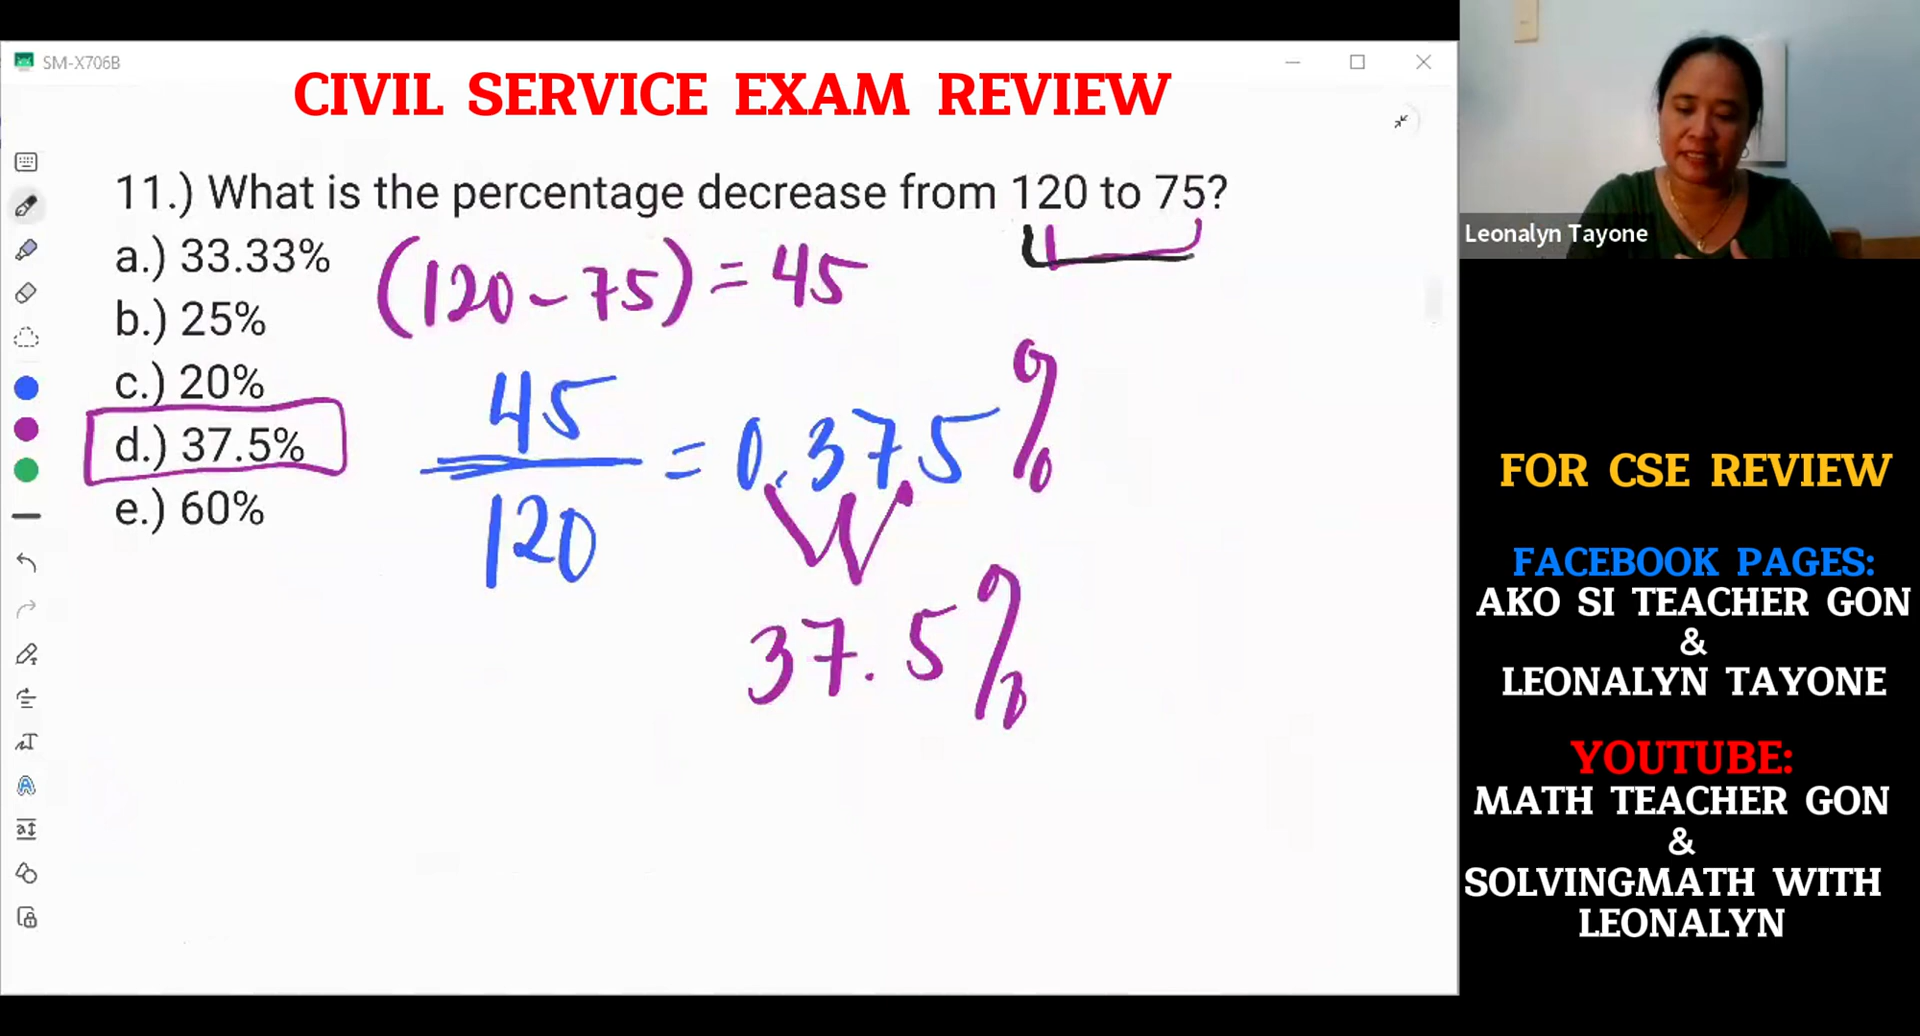 SM-X706B
CIVIL SERVICE EXAM REVIEW
11.) What is the percentage decrease from 120 to 75?
a.) 33.33%
b.) 25%
c.) 20%
d.) 37.5%
e.) 60%
(120-75) = 45
45
120
= 0.37.5%
37.5%
Leonalyn Tayone
FOR CSE REVIEW
FACEBOOK PAGES:
AKO SI TEACHER GON
&
LEONALYN TAYONE
YOUTUBE:
MATH TEACHER GON
&
SOLVINGMATH WITH
LEONALYN